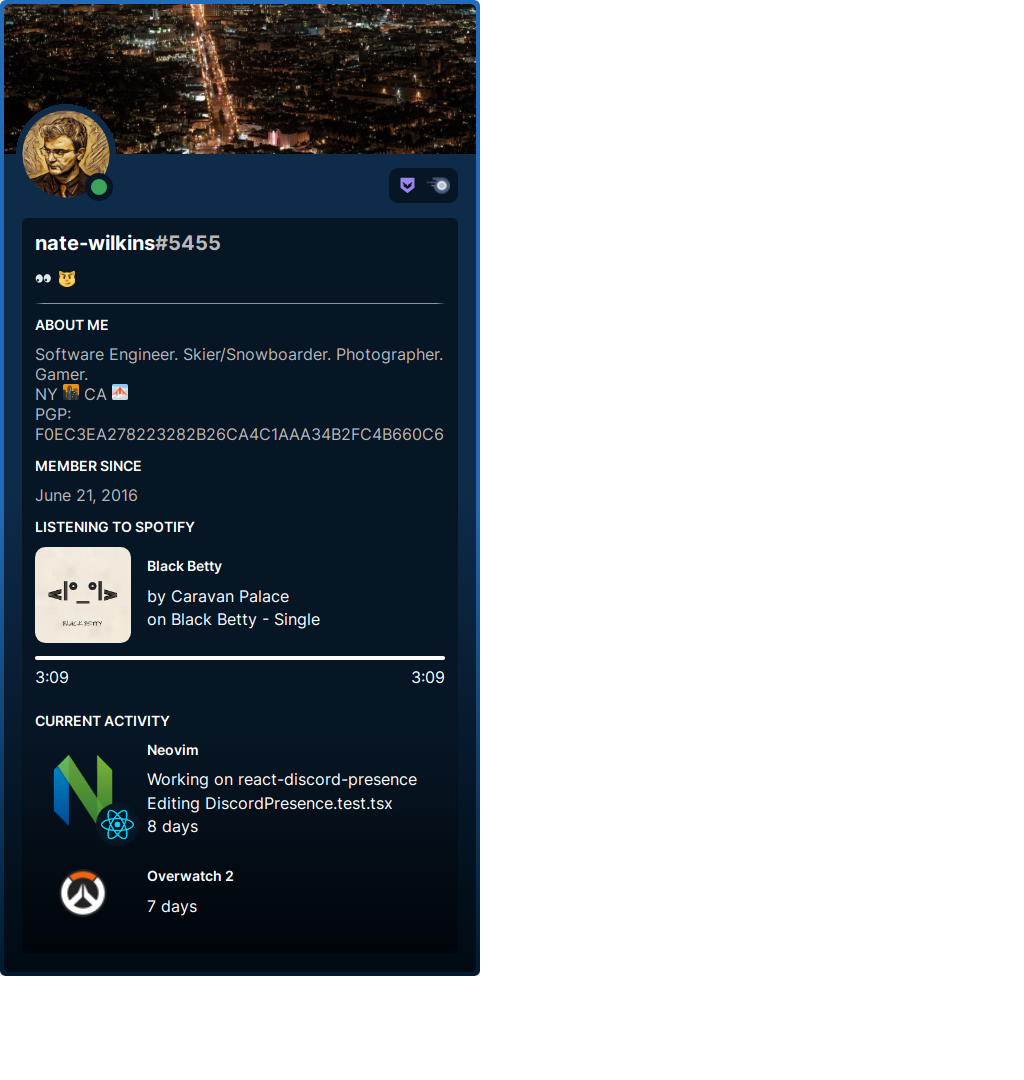 nate-wilkins#5455
👀 😼
ABOUT ME
Software Engineer. Skier/Snowboarder. Photographer.
Gamer.
NY 🌆 CA 🌁
PGP:
F0EC3EA278223282B26CA4C1AAA34B2FC4B660C6
MEMBER SINCE
June 21, 2016
LISTENING TO SPOTIFY
<|°_°|>
BLACK BETTY
Black Betty
by Caravan Palace
on Black Betty - Single
3:09 3:09
CURRENT ACTIVITY
Neovim
Working on react-discord-presence
Editing DiscordPresence.test.tsx
8 days
Overwatch 2
7 days